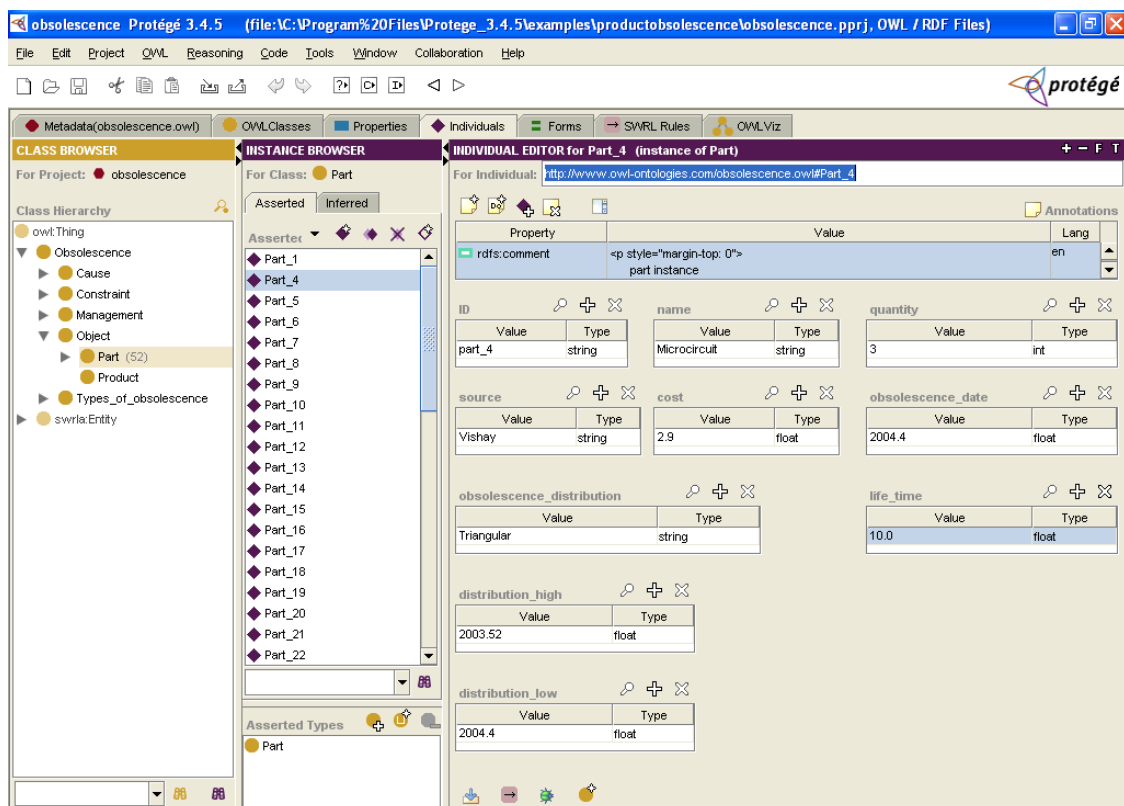 obsolescence Protégé 3.4.5 (file:\C:\Program%20Files\Protege_3.4.5\examples\productobsolescence\obsolescence.pprj, OWL / RDF Files)
File Edit Project OWL Reasoning Code Tools Window Collaboration Help
protégé
Metadata(obsolescence.owl) OWLClasses Properties Individuals Forms SWRL Rules OWLViz
CLASS BROWSER
For Project: obsolescence
Class Hierarchy
owl:Thing
Obsolescence
Cause
Constraint
Management
Object
Part (52)
Product
Types_of_obsolescence
swrla:Entity
INSTANCE BROWSER
For Class: Part
Asserted Inferred
Asserted
Part_1
Part_4
Part_5
Part_6
Part_7
Part_8
Part_9
Part_10
Part_11
Part_12
Part_13
Part_14
Part_15
Part_16
Part_17
Part_18
Part_19
Part_20
Part_21
Part_22
Asserted Types
Part
INDIVIDUAL EDITOR for Part_4 (instance of Part) + − F T
For Individual: http://www.owl-ontologies.com/obsolescence.owl#Part_4
Annotations
Property Value Lang
rdfs:comment <p style="margin-top: 0"> en
part instance
ID name quantity
Value Type Value Type Value Type
part_4 string Microcircuit string 3 int
source cost obsolescence_date
Value Type Value Type Value Type
Vishay string 2.9 float 2004.4 float
obsolescence_distribution life_time
Value Type Value Type
Triangular string 10.0 float
distribution_high
Value Type
2003.52 float
distribution_low
Value Type
2004.4 float